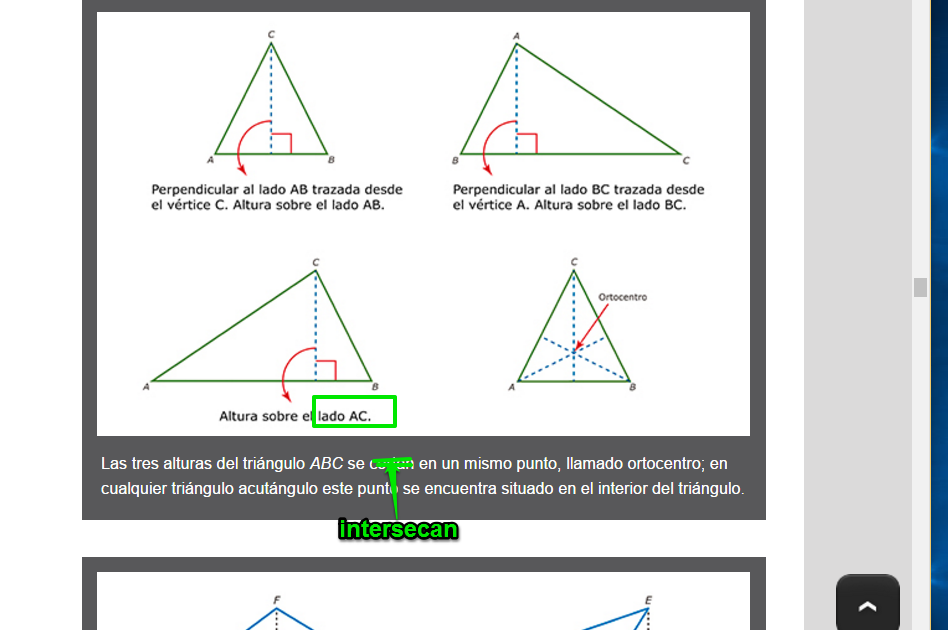 C
A
A
B
B
C
Perpendicular al lado AB trazada desde
el vértice C. Altura sobre el lado AB.
Perpendicular al lado BC trazada desde
el vértice A. Altura sobre el lado BC.
C
A
B
C
Ortocentro
A
B
Altura sobre el lado AC.
Las tres alturas del triángulo ABC se en un mismo punto, llamado ortocentro; en
cualquier triángulo acutángulo este punto se encuentra situado en el interior del triángulo.
intersecan
F
E